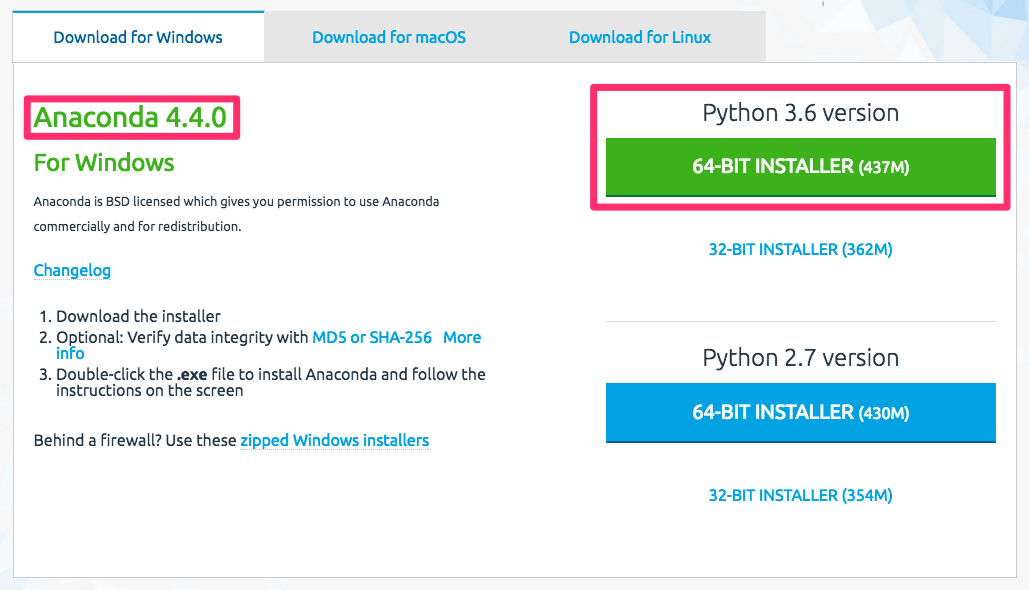 Download for Windows
Download for macOS
Download for Linux
Anaconda 4.4.0
For Windows
Anaconda is BSD licensed which gives you permission to use Anaconda
commercially and for redistribution.
Changelog
1. Download the installer
2. Optional: Verify data integrity with MD5 or SHA-256 More
info
3. Double-click the .exe file to install Anaconda and follow the
instructions on the screen
Behind a firewall? Use these zipped Windows installers
Python 3.6 version
64-BIT INSTALLER (437M)
32-BIT INSTALLER (362M)
Python 2.7 version
64-BIT INSTALLER (430M)
32-BIT INSTALLER (354M)